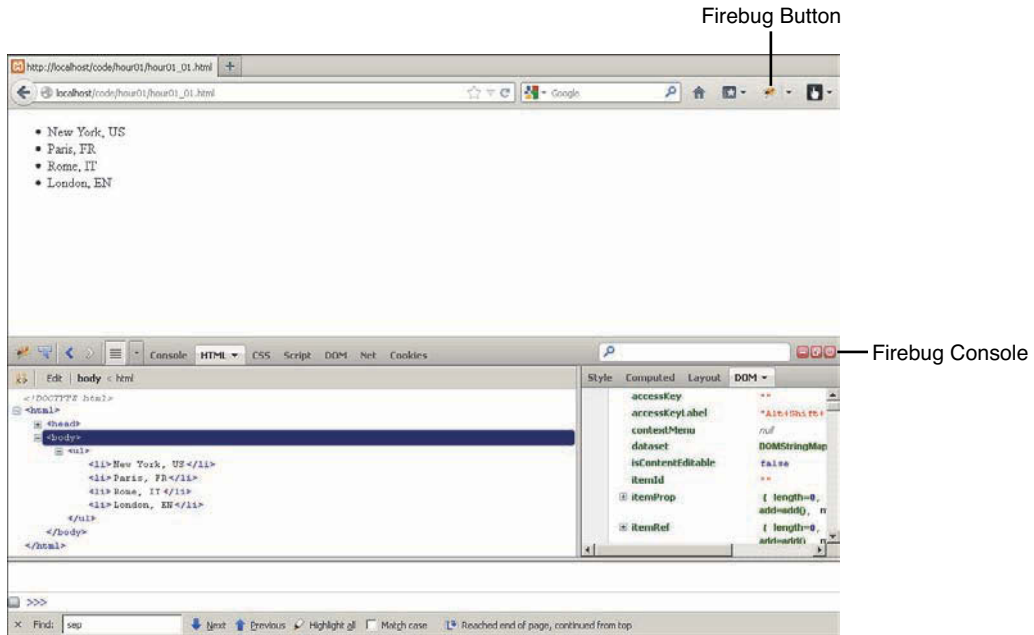 Firebug Button
http://localhost/code/hour01/hour01_01.html
localhost/code/hour01/hour01_01.html
Google
• New York, US
• Paris, FR
• Rome, IT
• London, EN
Console HTML CSS Script DOM Net Cookies
Firebug Console
Edit | body < html
Style Computed Layout DOM
<!DOCTYPE html>
<html>
<head>
<body>
<ul>
<li>New York, US</li>
<li>Paris, FR</li>
<li>Rome, IT</li>
<li>London, EN</li>
</ul>
</body>
</html>
accessKey ""
accessKeyLabel "Alt+Shift+
contextMenu null
dataset DOMStringMap
isContentEditable false
itemId ""
itemProp { length=0,
add=add(), n
itemRef { length=0,
add=add()
>>>
× Find: sep Next Previous Highlight all Match case Reached end of page, continued from top